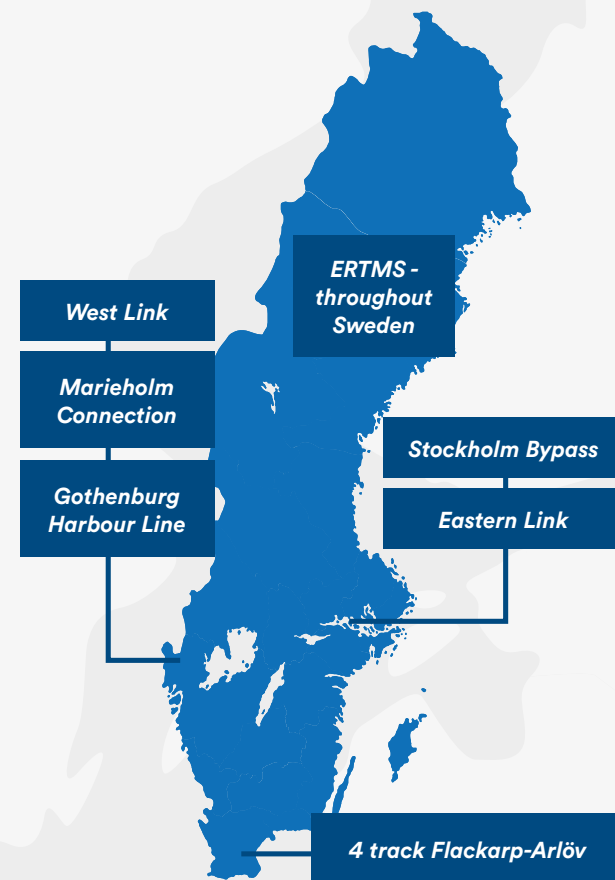 ERTMS -
throughout
Sweden
West Link
Marieholm
Connection
Gothenburg
Harbour Line
Stockholm Bypass
Eastern Link
4 track Flackarp-Arlöv